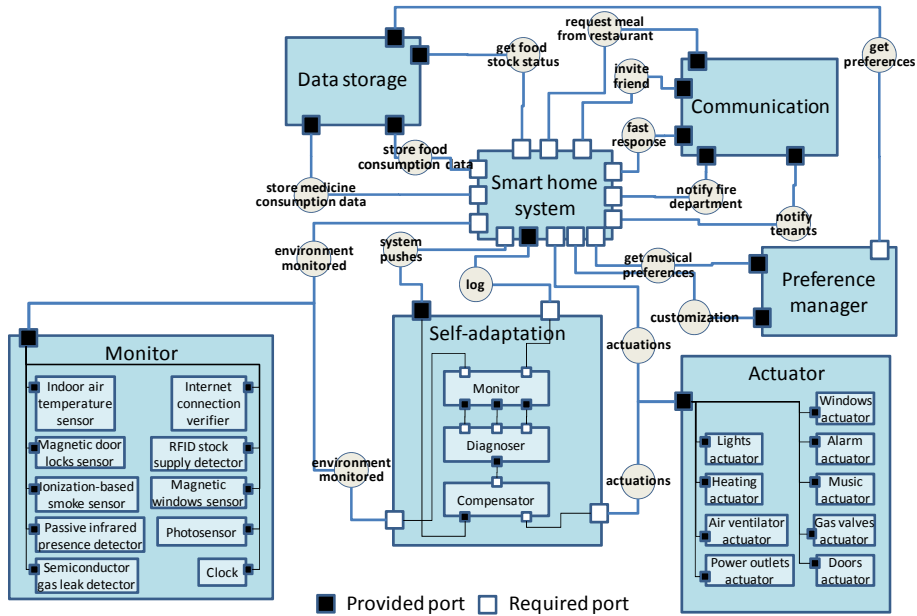 request meal
from restaurant
get food
stock status
get
preferences
Data storage
invite
friend
Communication
fast
response
store food
consumption data
Smart home
system
store medicine
consumption data
notify fire
department
notify
tenants
environment
monitored
system
pushes
get musical
preferences
Preference
manager
log
customization
Self-adaptation
actuations
Monitor
Indoor air
temperature
sensor
Internet
connection
verifier
Magnetic door
locks sensor
RFID stock
supply detector
Ionization-based
smoke sensor
Magnetic
windows sensor
Passive infrared
presence detector
Photosensor
Semiconductor
gas leak detector
Clock
environment
monitored
Monitor
Diagnoser
Compensator
actuations
Actuator
Windows
actuator
Lights
actuator
Alarm
actuator
Heating
actuator
Music
actuator
Air ventilator
actuator
Gas valves
actuator
Power outlets
actuator
Doors
actuator
Provided port
Required port